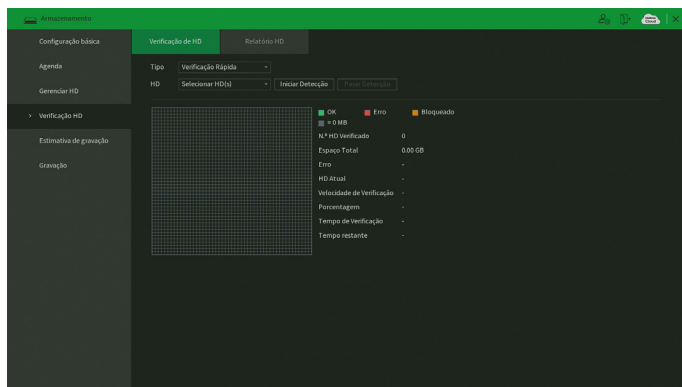 Armazenamento
Configuração básica
Agenda
Gerenciar HD
> Verificação HD
Estimativa de gravação
Gravação
Verificação de HD Relatório HD
Tipo Verificação Rápida
HD Selecionar HD(s) Iniciar Detecção Parar Detecção
OK Erro Bloqueado
= 0 MB
N.º HD Verificado 0
Espaço Total 0.00 GB
Erro -
HD Atual -
Velocidade de Verificação -
Porcentagem -
Tempo de Verificação -
Tempo restante -